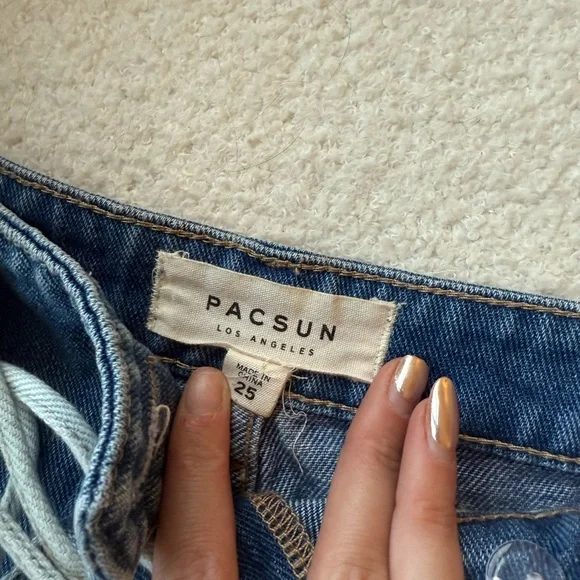 PACSUN
LOS ANGELES
MADE IN
CHINA
25